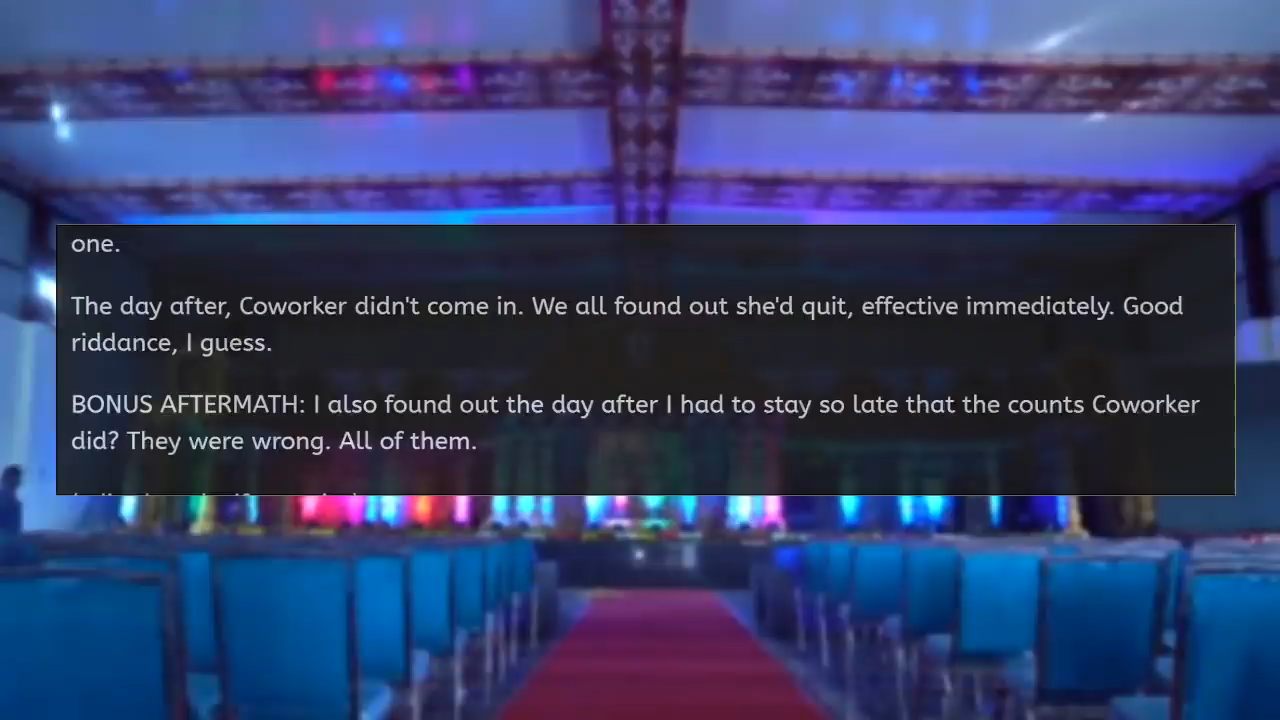 one.
The day after, Coworker didn't come in. We all found out she'd quit, effective immediately. Good
riddance, I guess.
BONUS AFTERMATH: I also found out the day after I had to stay so late that the counts Coworker
did? They were wrong. All of them.